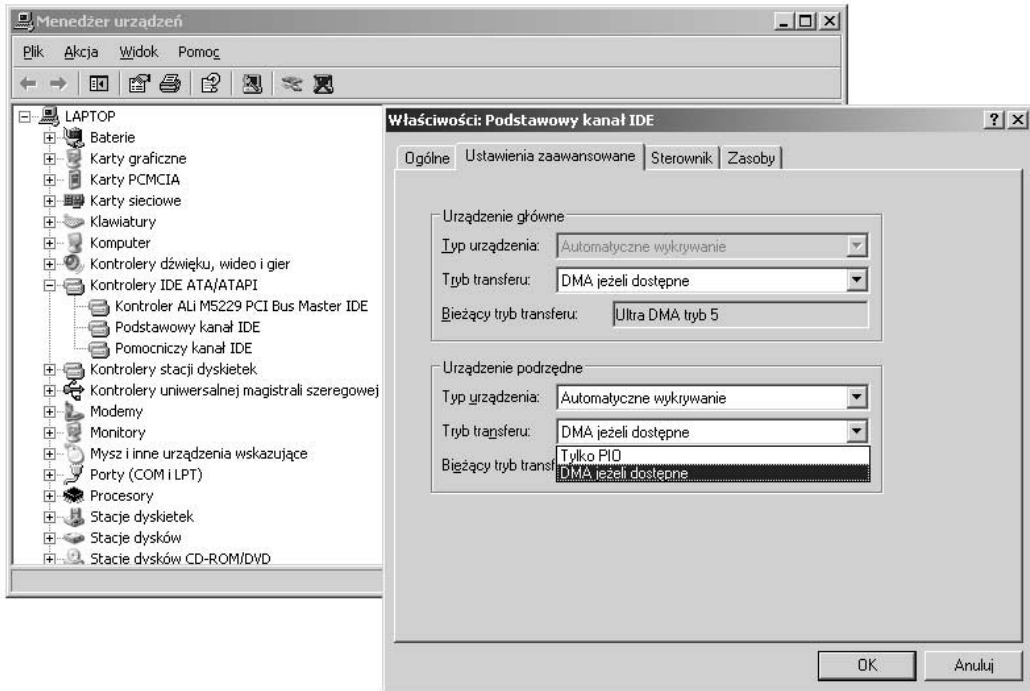 Menedżer urządzeń
Plik Akcja Widok Pomoc
LAPTOP
Baterie
Karty graficzne
Karty PCMCIA
Karty sieciowe
Klawiatury
Komputer
Kontrolery dźwięku, wideo i gier
Kontrolery IDE ATA/ATAPI
Kontroler ALi M5229 PCI Bus Master IDE
Podstawowy kanał IDE
Pomocniczy kanał IDE
Kontrolery stacji dyskietek
Kontrolery uniwersalnej magistrali szeregowej
Modemy
Monitory
Mysz i inne urządzenia wskazujące
Porty (COM i LPT)
Procesory
Stacje dyskietek
Stacje dysków
Stacje dysków CD-ROM/DVD
Właściwości: Podstawowy kanał IDE
Ogólne Ustawienia zaawansowane Sterownik Zasoby
Urządzenie główne
Typ urządzenia: Automatyczne wykrywanie
Tryb transferu: DMA jeżeli dostępne
Bieżący tryb transferu: Ultra DMA tryb 5
Urządzenie podrzędne
Typ urządzenia: Automatyczne wykrywanie
Tryb transferu: DMA jeżeli dostępne
Tylko PIO
Bieżący tryb transf DMA jeżeli dostępne
OK Anuluj